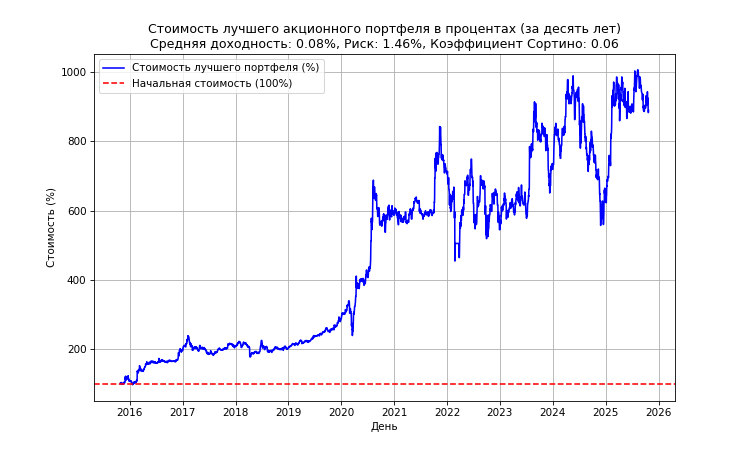 Стоимость лучшего акционного портфеля в процентах (за десять лет)
Средняя доходность: 0.08%, Риск: 1.46%, Коэффициент Сортино: 0.06
Стоимость лучшего портфеля (%)
Начальная стоимость (100%)
Стоимость (%)
1000
800
600
400
200
2016 2017 2018 2019 2020 2021 2022 2023 2024 2025 2026
День